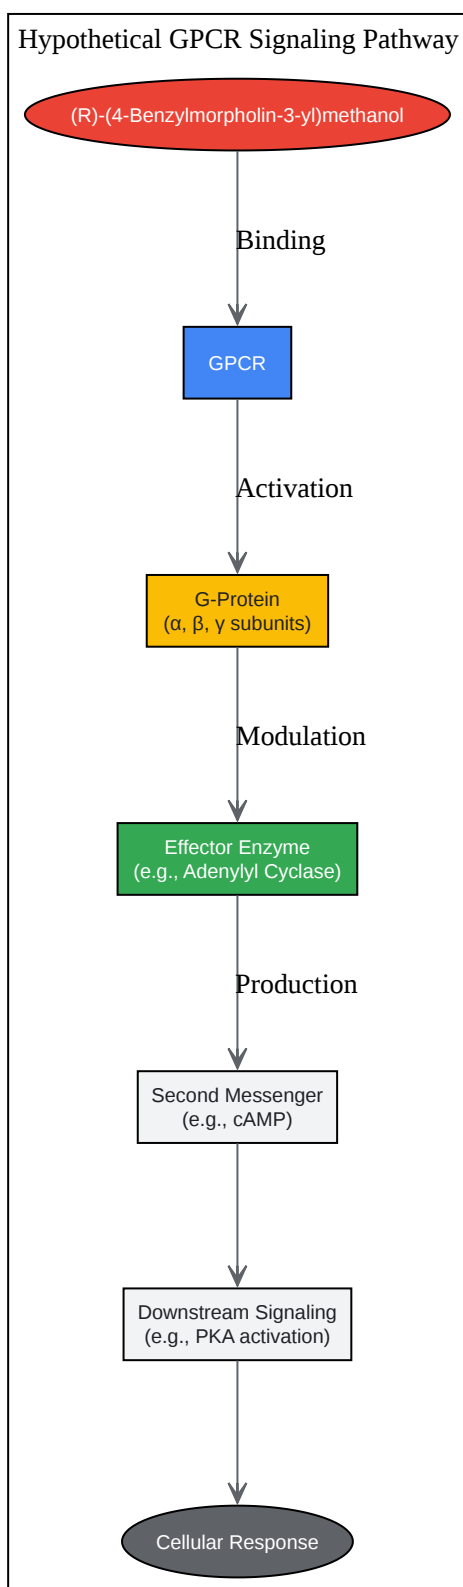 Hypothetical GPCR Signaling Pathway
(R)-(4-Benzylmorpholin-3-yl)methanol
Binding
GPCR
Activation
G-Protein
(α, β, γ subunits)
Modulation
Effector Enzyme
(e.g., Adenylyl Cyclase)
Production
Second Messenger
(e.g., cAMP)
Downstream Signaling
(e.g., PKA activation)
Cellular Response